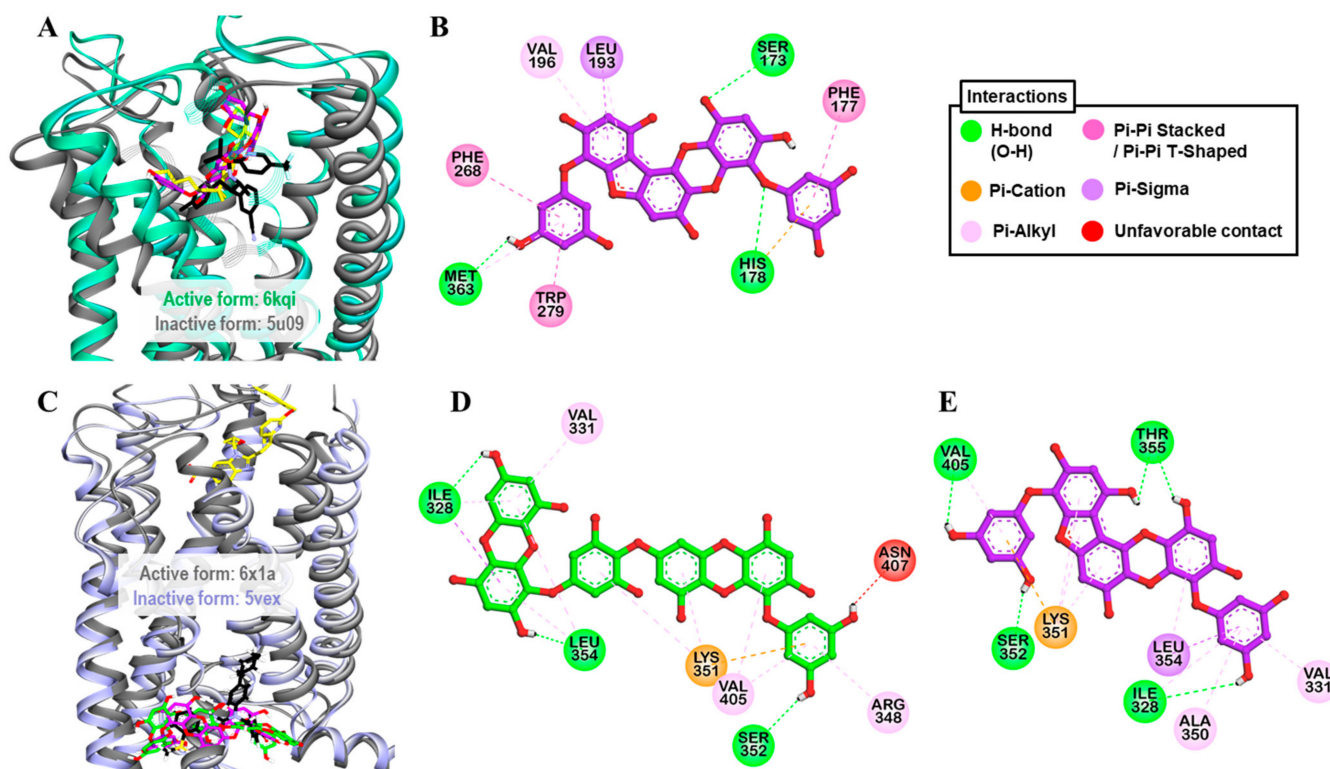 A
Active form: 6kqi
Inactive form: 5u09
B
VAL
196
LEU
193
SER
173
PHE
177
PHE
268
MET
363
TRP
279
HIS
178
Interactions
H-bond
(O-H)
Pi-Pi Stacked
/ Pi-Pi T-Shaped
Pi-Cation
Pi-Sigma
Pi-Alkyl
Unfavorable contact
C
Active form: 6x1a
Inactive form: 5vex
D
VAL
331
ILE
328
ASN
407
LEU
354
LYS
351
VAL
405
ARG
348
SER
352
E
VAL
405
THR
355
SER
352
LYS
351
LEU
354
ILE
328
ALA
350
VAL
331